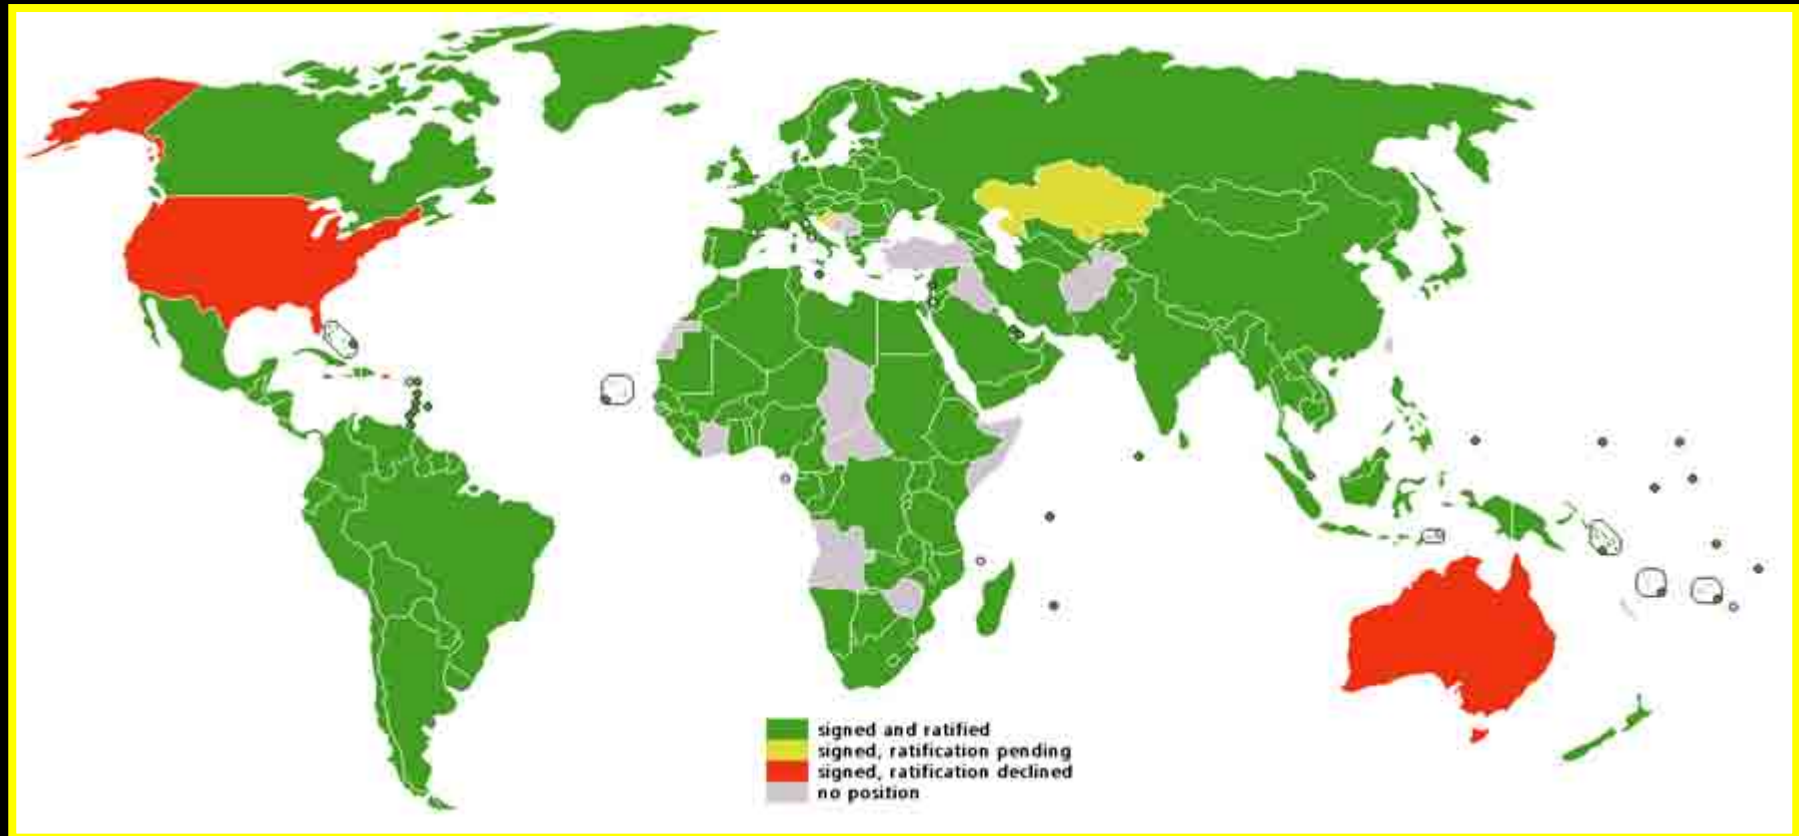 signed and ratified
signed, ratification pending
signed, ratification declined
no position